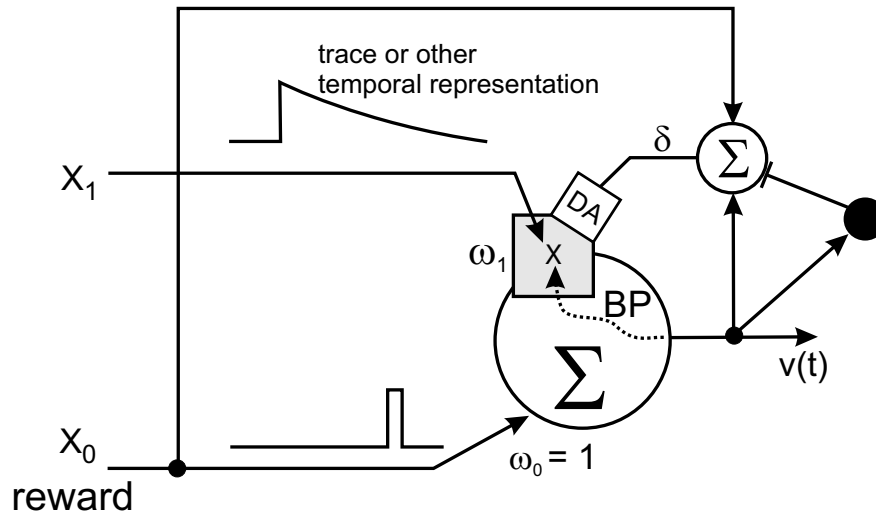 trace or other
temporal representation
δ
Σ
X₁
DA
ω₁
X
BP
Σ
v(t)
X₀
ω₀ = 1
reward